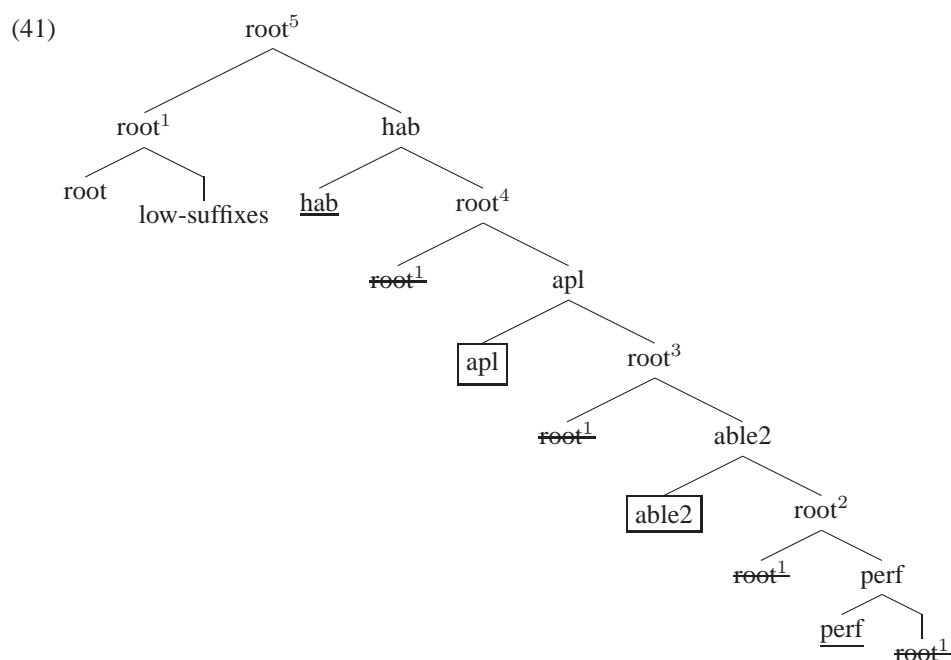 (41)
root⁵
root¹ hab
root low-suffixes hab root⁴
root¹ apl
apl root³
root¹ able2
able2 root²
root¹ perf
perf root¹